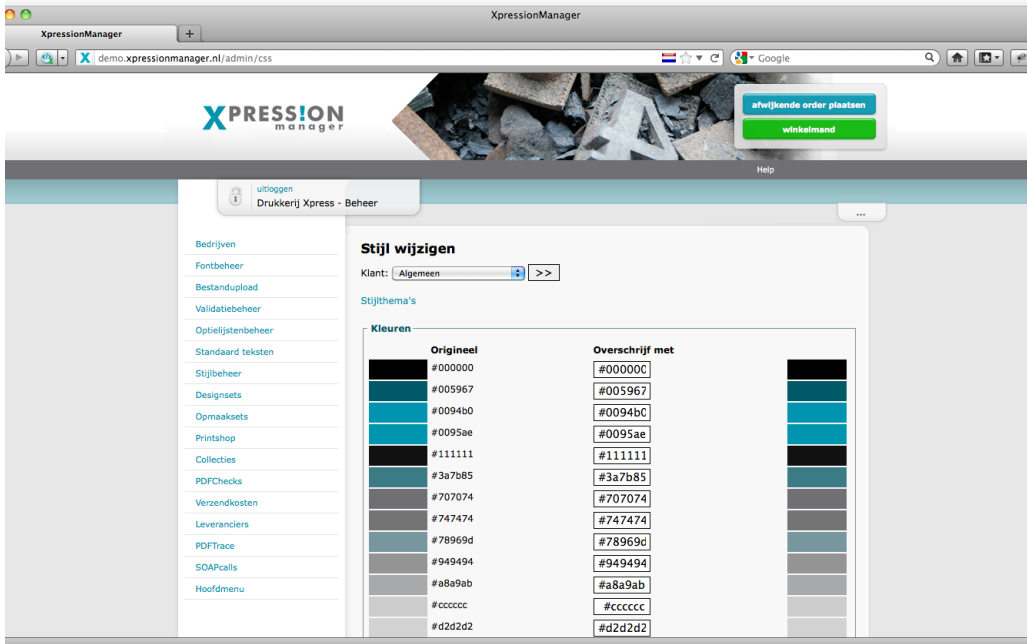 XpressionManager
XpressionManager
+
X demo.xpressionmanager.nl/admin/css
Google
XPRESS!ON
manager
afwijkende order plaatsen
winkelmand
Help
uitloggen
Drukkerij Xpress - Beheer
...
Bedrijven
Fontbeheer
Bestandupload
Validatiebeheer
Optielijstenbeheer
Standaard teksten
Stijlbeheer
Designsets
Opmaaksets
Printshop
Collecties
PDFChecks
Verzendkosten
Leveranciers
PDFTrace
SOAPcalls
Hoofdmenu
Stijl wijzigen
Klant: Algemeen >>
Stijlthema's
Kleuren
Origineel Overschrijf met
#000000 #000000
#005967 #005967
#0094b0 #0094b0
#0095ae #0095ae
#111111 #111111
#3a7b85 #3a7b85
#707074 #707074
#747474 #747474
#78969d #78969d
#949494 #949494
#a8a9ab #a8a9ab
#cccccc #cccccc
#d2d2d2 #d2d2d2